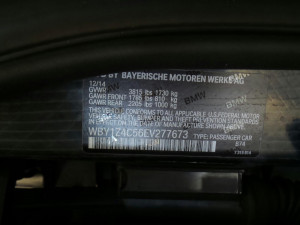 BY BAYERISCHE MOTOREN WERKE AG
12/14
GVWR 3815 lbs 1730 kg
GAWR FRONT 1785 lbs 810 kg
GAWR REAR 2205 lbs 1000 kg
BMW
BMW
THIS VEHICLE CONFORMS TO ALL APPLICABLE U.S. FEDERAL MOTOR
VEHICLE SAFETY, BUMPER, AND THEFT PREVENTION STANDARDS
IN EFFECT ON THE DATE OF MANUFACTURE SHOWN ABOVE.
WBY1Z4C56EV277673
TYPE: PASSENGER CAR